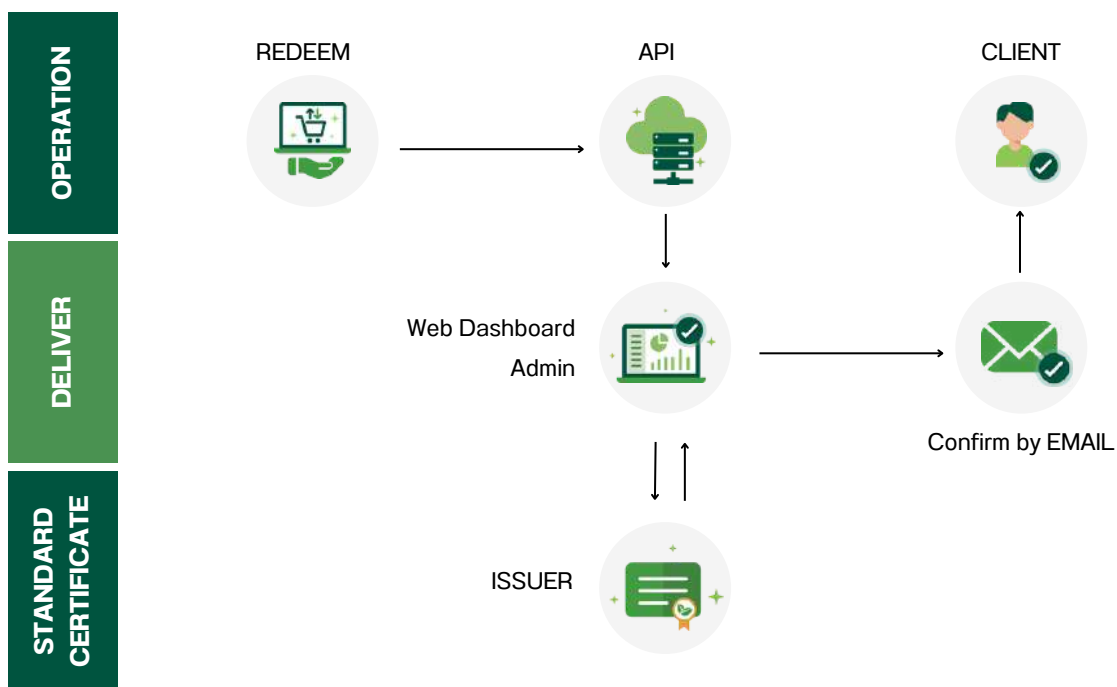 OPERATION
REDEEM
API
CLIENT
DELIVER
Web Dashboard
Admin
Confirm by EMAIL
STANDARD
CERTIFICATE
ISSUER